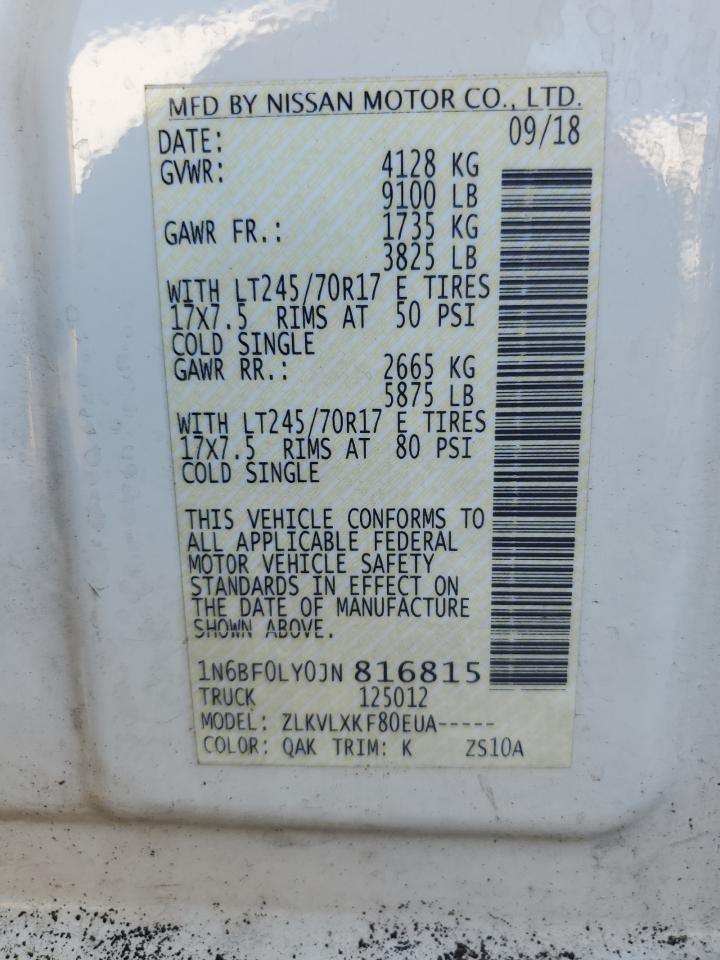 MFD BY NISSAN MOTOR CO., LTD.
DATE: 09/18
GVWR: 4128 KG
9100 LB
GAWR FR.: 1735 KG
3825 LB
WITH LT245/70R17 E TIRES
17X7.5 RIMS AT 50 PSI
COLD SINGLE
GAWR RR.: 2665 KG
5875 LB
WITH LT245/70R17 E TIRES
17X7.5 RIMS AT 80 PSI
COLD SINGLE
THIS VEHICLE CONFORMS TO
ALL APPLICABLE FEDERAL
MOTOR VEHICLE SAFETY
STANDARDS IN EFFECT ON
THE DATE OF MANUFACTURE
SHOWN ABOVE.
1N6BF0LY0JN 816815
TRUCK 125012
MODEL: ZLKVLXKF80EUA-----
COLOR: QAK TRIM: K ZS10A